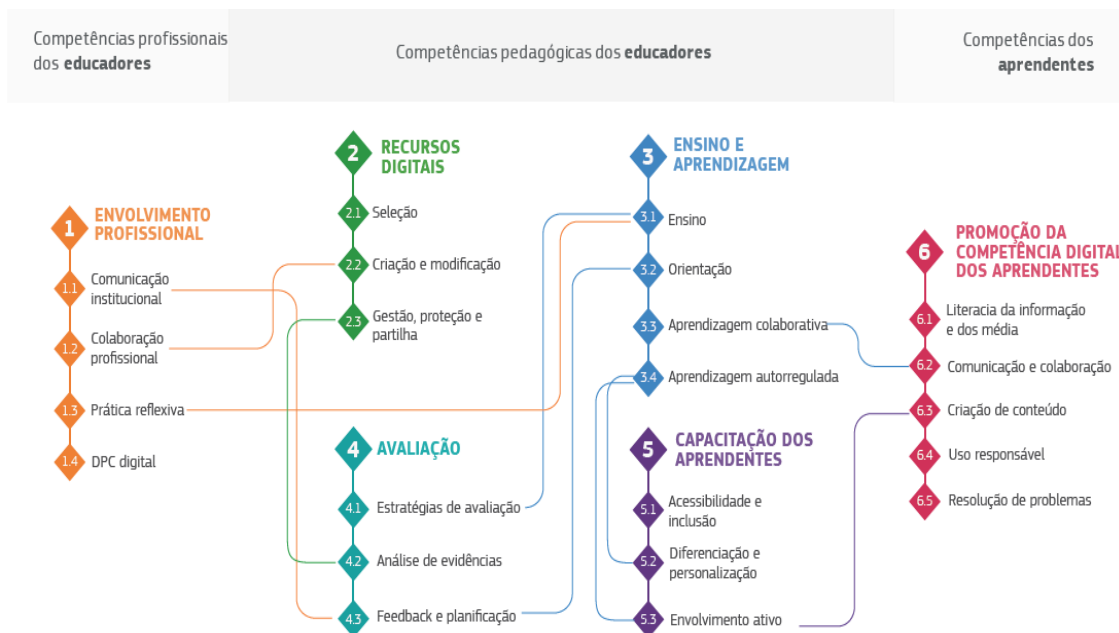 Competências profissionais
dos educadores
Competências pedagógicas dos educadores
Competências dos
aprendentes
1
ENVOLVIMENTO
PROFISSIONAL
1.1
Comunicação
institucional
1.2
Colaboração
profissional
1.3
Prática reflexiva
1.4
DPC digital
2
RECURSOS
DIGITAIS
2.1
Seleção
2.2
Criação e modificação
2.3
Gestão, proteção e
partilha
4
AVALIAÇÃO
4.1
Estratégias de avaliação
4.2
Análise de evidências
4.3
Feedback e planificação
3
ENSINO E
APRENDIZAGEM
3.1
Ensino
3.2
Orientação
3.3
Aprendizagem colaborativa
3.4
Aprendizagem autorregulada
5
CAPACITAÇÃO DOS
APRENDENTES
5.1
Acessibilidade e
inclusão
5.2
Diferenciação e
personalização
5.3
Envolvimento ativo
6
PROMOÇÃO DA
COMPETÊNCIA DIGITAL
DOS APRENDENTES
6.1
Literacia da informação
e dos média
6.2
Comunicação e colaboração
6.3
Criação de conteúdo
6.4
Uso responsável
6.5
Resolução de problemas